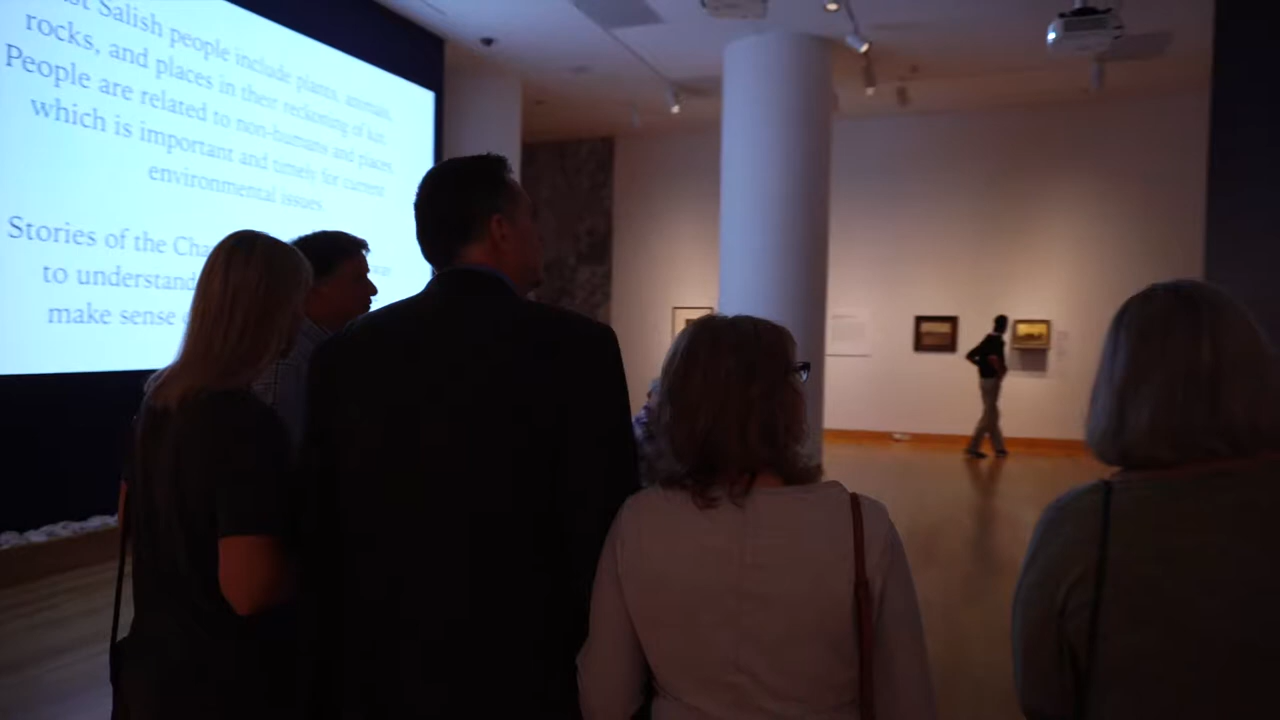 st Salish people include plants, animals,
rocks, and places in their reckoning of kin.
People are related to non-humans and places,
which is important and timely for current
environmental issues.
Stories of the Cha
to understand
make sense